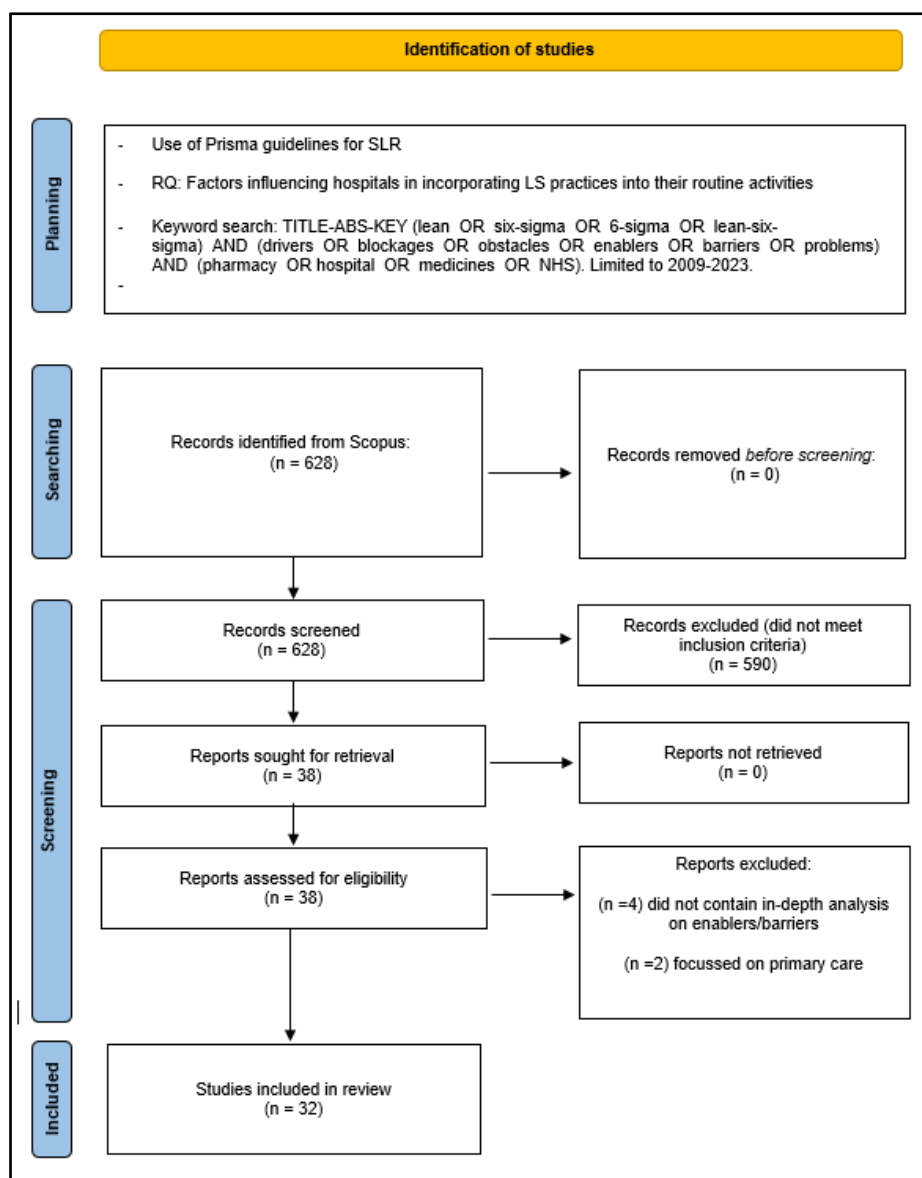 Identification of studies
Planning
- Use of Prisma guidelines for SLR
- RQ: Factors influencing hospitals in incorporating LS practices into their routine activities
- Keyword search: TITLE-ABS-KEY (lean OR six-sigma OR 6-sigma OR lean-six-
sigma) AND (drivers OR blockages OR obstacles OR enablers OR barriers OR problems)
AND (pharmacy OR hospital OR medicines OR NHS). Limited to 2009-2023.
-
Searching
Records identified from Scopus:
(n = 628)
Records removed before screening:
(n = 0)
Screening
Records screened
(n = 628)
Records excluded (did not meet
inclusion criteria)
(n = 590)
Reports sought for retrieval
(n = 38)
Reports not retrieved
(n = 0)
Reports assessed for eligibility
(n = 38)
Reports excluded:
(n =4) did not contain in-depth analysis
on enablers/barriers
(n =2) focussed on primary care
Included
Studies included in review
(n = 32)